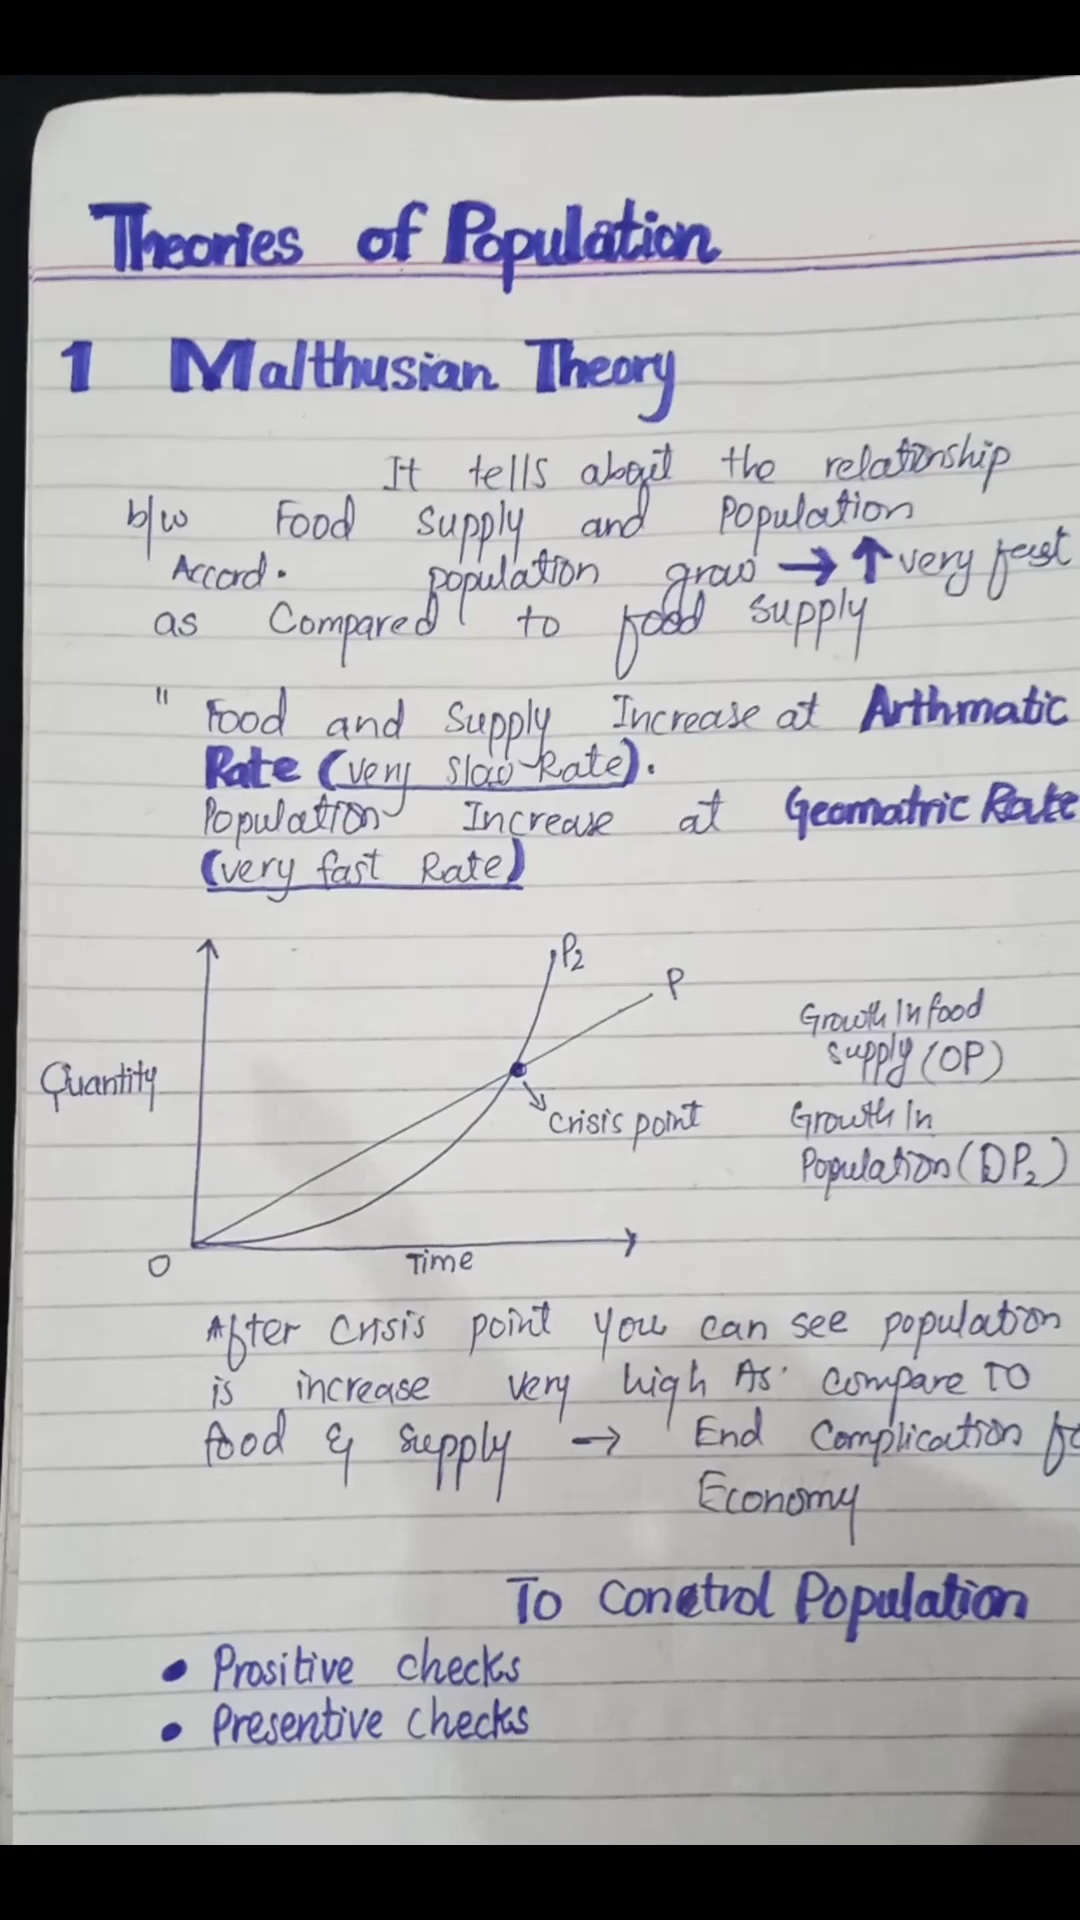 Theories of Population
1 Malthusian Theory
It tells about the relationship
b/w Food supply and Population
Accord. population grow → ↑ very fast
as Compared to food supply
" Food and Supply Increase at Arthmatic
Rate (very slow Rate).
Population Increase at Geomatric Rate
(very fast Rate)
P2
P
Growth In food
supply (OP)
Quantity
Crisis point
Growth In
Population (OP2)
O
Time
After Crisis point you can see population
is increase very high As compare To
food & supply → End Complication fo
Economy
To Conctrol Population
• Prositive checks
• Presentive checks